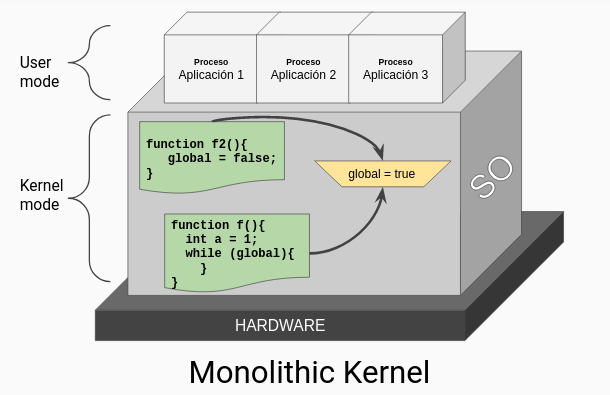 User
mode
Proceso
Aplicación 1
Proceso
Aplicación 2
Proceso
Aplicación 3
Kernel
mode
function f2(){
   global = false;
}
global = true
SO
function f(){
  int a = 1;
  while (global){
    }
}
HARDWARE
Monolithic Kernel